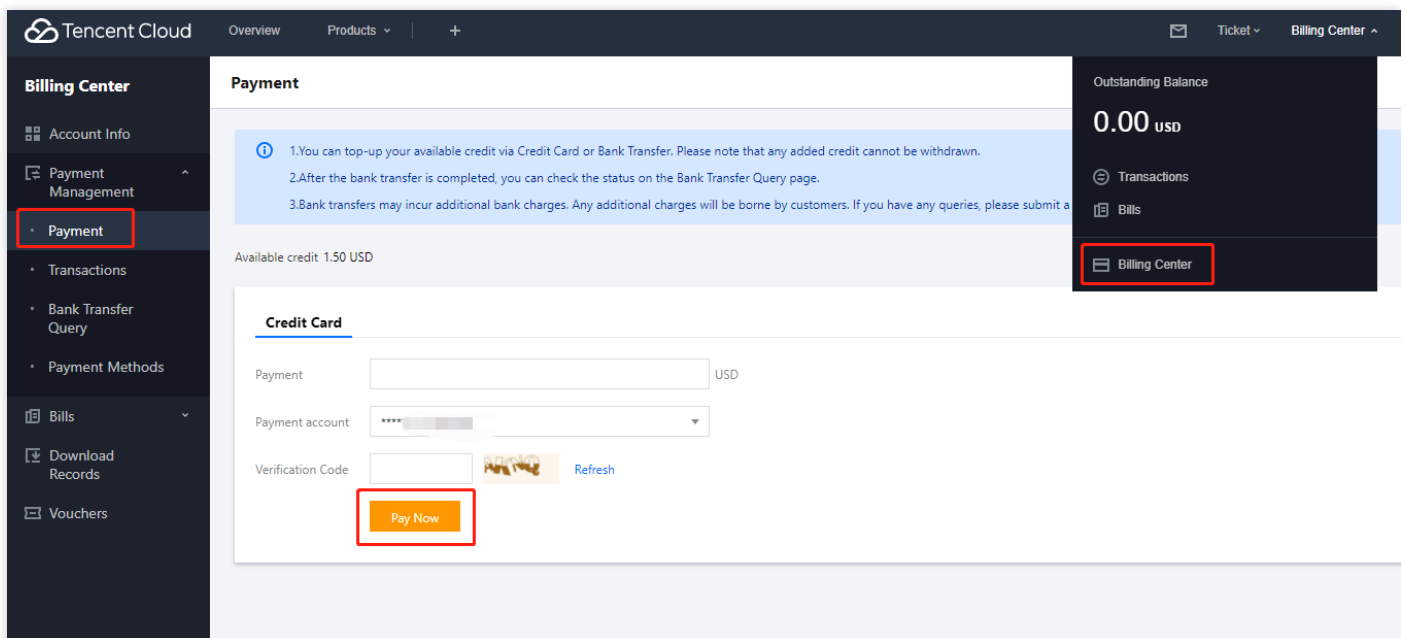 Tencent Cloud
Overview
Products
+
Ticket
Billing Center
Billing Center
Account Info
Payment
Management
Payment
Transactions
Bank Transfer
Query
Payment Methods
Bills
Download
Records
Vouchers
Payment
1.You can top-up your available credit via Credit Card or Bank Transfer. Please note that any added credit cannot be withdrawn.
2.After the bank transfer is completed, you can check the status on the Bank Transfer Query page.
3.Bank transfers may incur additional bank charges. Any additional charges will be borne by customers. If you have any queries, please submit a
Available credit 1.50 USD
Credit Card
Payment USD
Payment account ****
Verification Code Refresh
Pay Now
Outstanding Balance
0.00 USD
Transactions
Bills
Billing Center